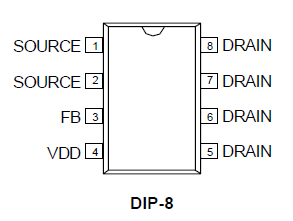 SOURCE 1 8 DRAIN
SOURCE 2 7 DRAIN
FB 3 6 DRAIN
VDD 4 5 DRAIN
DIP-8